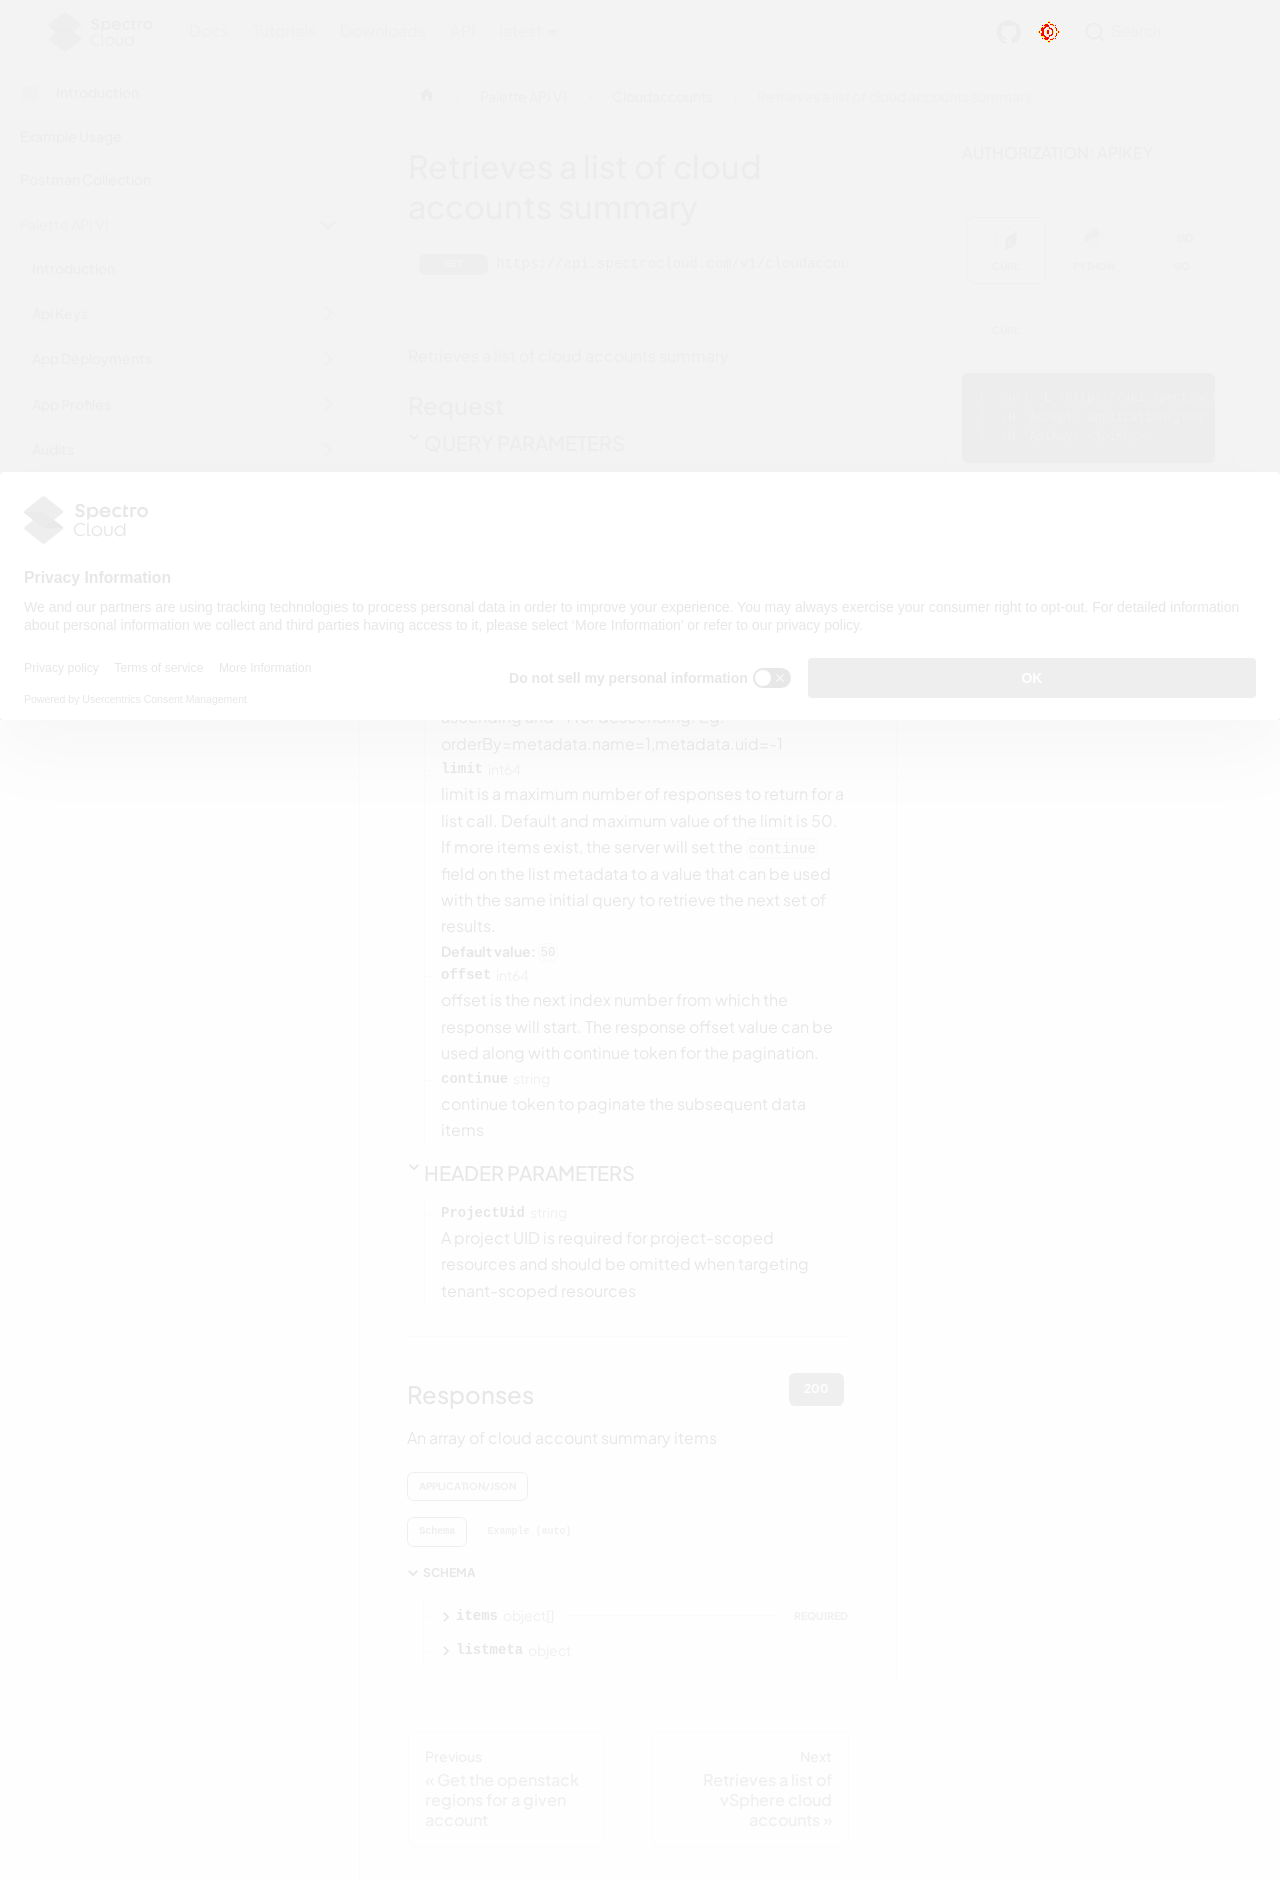 Spectro
Cloud
Docs Tutorials Downloads API latest
Search
Introduction
Example Usage
Postman Collection
Palette API V1
Introduction
Api Keys
App Deployments
App Profiles
Audits
Palette API V1
Cloudaccounts
Retrieves a list of cloud accounts summary
Retrieves a list of cloud
accounts summary
GET https://api.spectrocloud.com/v1/cloudaccou
Retrieves a list of cloud accounts summary
Request
QUERY PARAMETERS
AUTHORIZATION: APIKEY
CURL PYTHON GO
CURL
Spectro
Cloud
Privacy Information
We and our partners are using tracking technologies to process personal data in order to improve your experience. You may always exercise your consumer right to opt-out. For detailed information
about personal information we collect and third parties having access to it, please select 'More Information' or refer to our privacy policy.
Privacy policy Terms of service More Information
Powered by Usercentrics Consent Management
Do not sell my personal information
OK
orderBy=metadata.name=1,metadata.uid=-1
limit int64
limit is a maximum number of responses to return for a
list call. Default and maximum value of the limit is 50.
If more items exist, the server will set the continue
field on the list metadata to a value that can be used
with the same initial query to retrieve the next set of
results.
Default value: 50
offset int64
offset is the next index number from which the
response will start. The response offset value can be
used along with continue token for the pagination.
continue string
continue token to paginate the subsequent data
items
HEADER PARAMETERS
ProjectUid string
A project UID is required for project-scoped
resources and should be omitted when targeting
tenant-scoped resources
Responses
200
An array of cloud account summary items
APPLICATION/JSON
Schema Example (auto)
SCHEMA
items object[] REQUIRED
listmeta object
Previous
« Get the openstack
regions for a given
account
Next
Retrieves a list of
vSphere cloud
accounts »